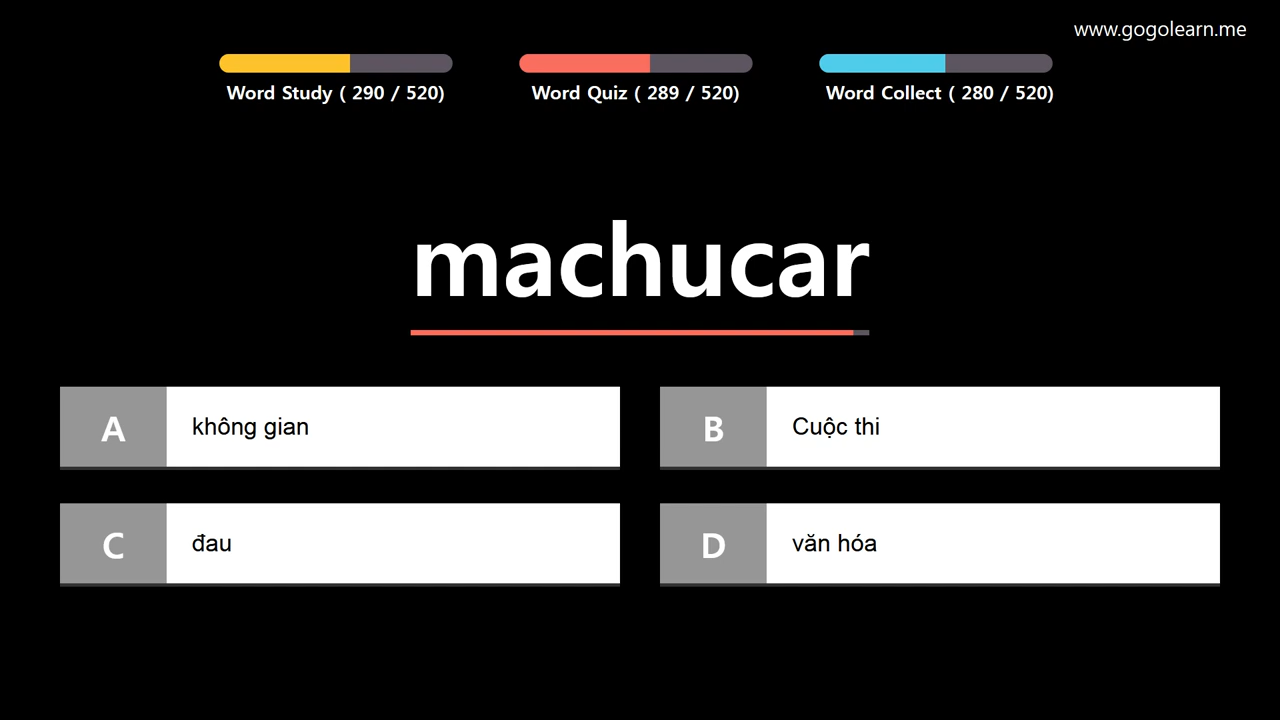 www.gogolearn.me
Word Study ( 290 / 520)
Word Quiz ( 289 / 520)
Word Collect ( 280 / 520)
machucar
A không gian
B Cuộc thi
C đau
D văn hóa